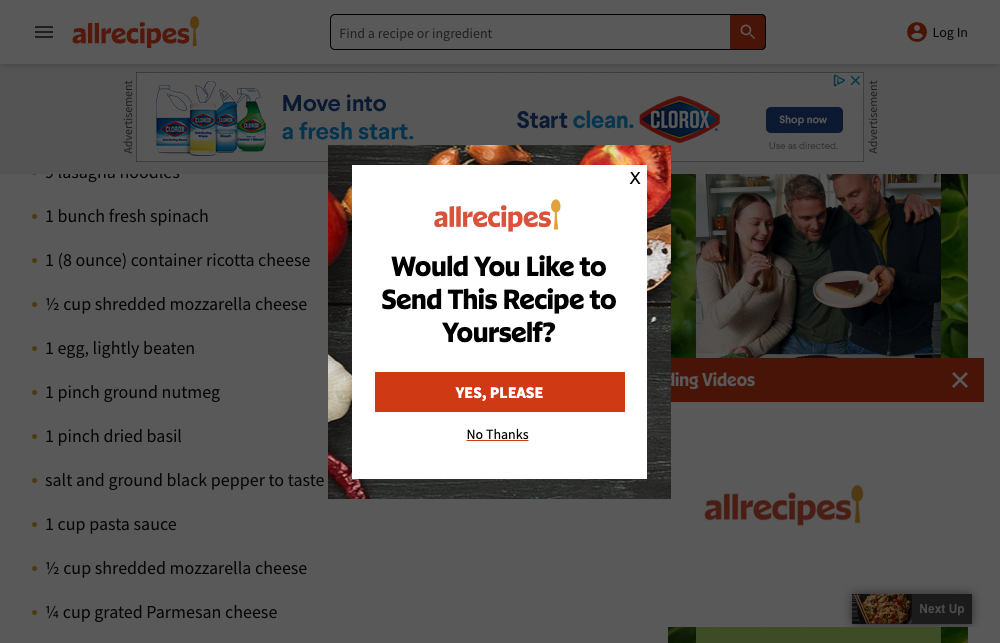 allrecipes
Find a recipe or ingredient
Log In
Advertisement
CLOROX
CLOROX
CLOROX
Move into
a fresh start.
Start clean.
CLOROX
Shop now
Use as directed.
Advertisement
9 lasagna noodles
1 bunch fresh spinach
1 (8 ounce) container ricotta cheese
½ cup shredded mozzarella cheese
1 egg, lightly beaten
1 pinch ground nutmeg
1 pinch dried basil
salt and ground black pepper to taste
1 cup pasta sauce
½ cup shredded mozzarella cheese
¼ cup grated Parmesan cheese
X
allrecipes
Would You Like to
Send This Recipe to
Yourself?
YES, PLEASE
No Thanks
ding Videos
allrecipes
Next Up